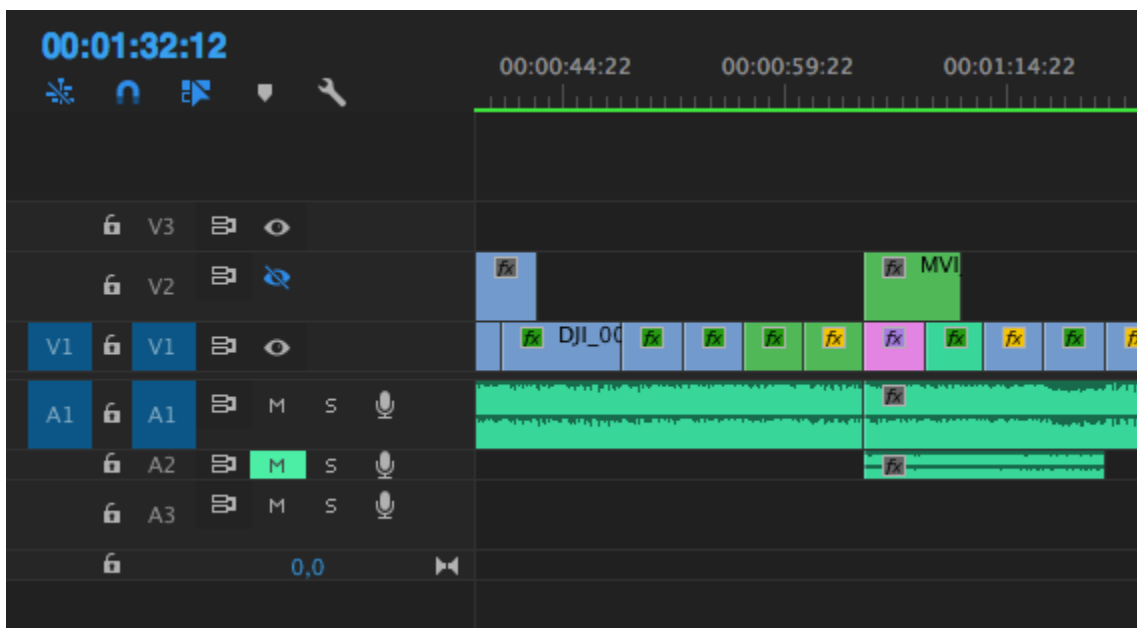 00:01:32:12
00:00:44:22 00:00:59:22 00:01:14:22
V3
fx fx MVI_
V2
fx DJI_00 fx fx fx fx fx fx fx fx fx
V1 V1
fx
A1 A1 M S
A2 M S fx
A3 M S
0,0